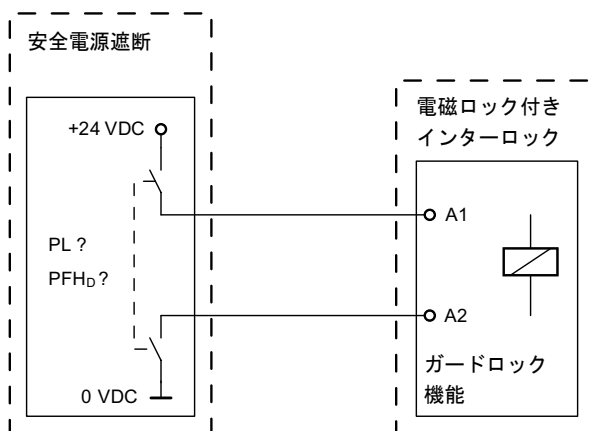 安全電源遮断
+24 VDC
PL ?
PFHD?
0 VDC
電磁ロック付き
インターロック
A1
A2
ガードロック
機能